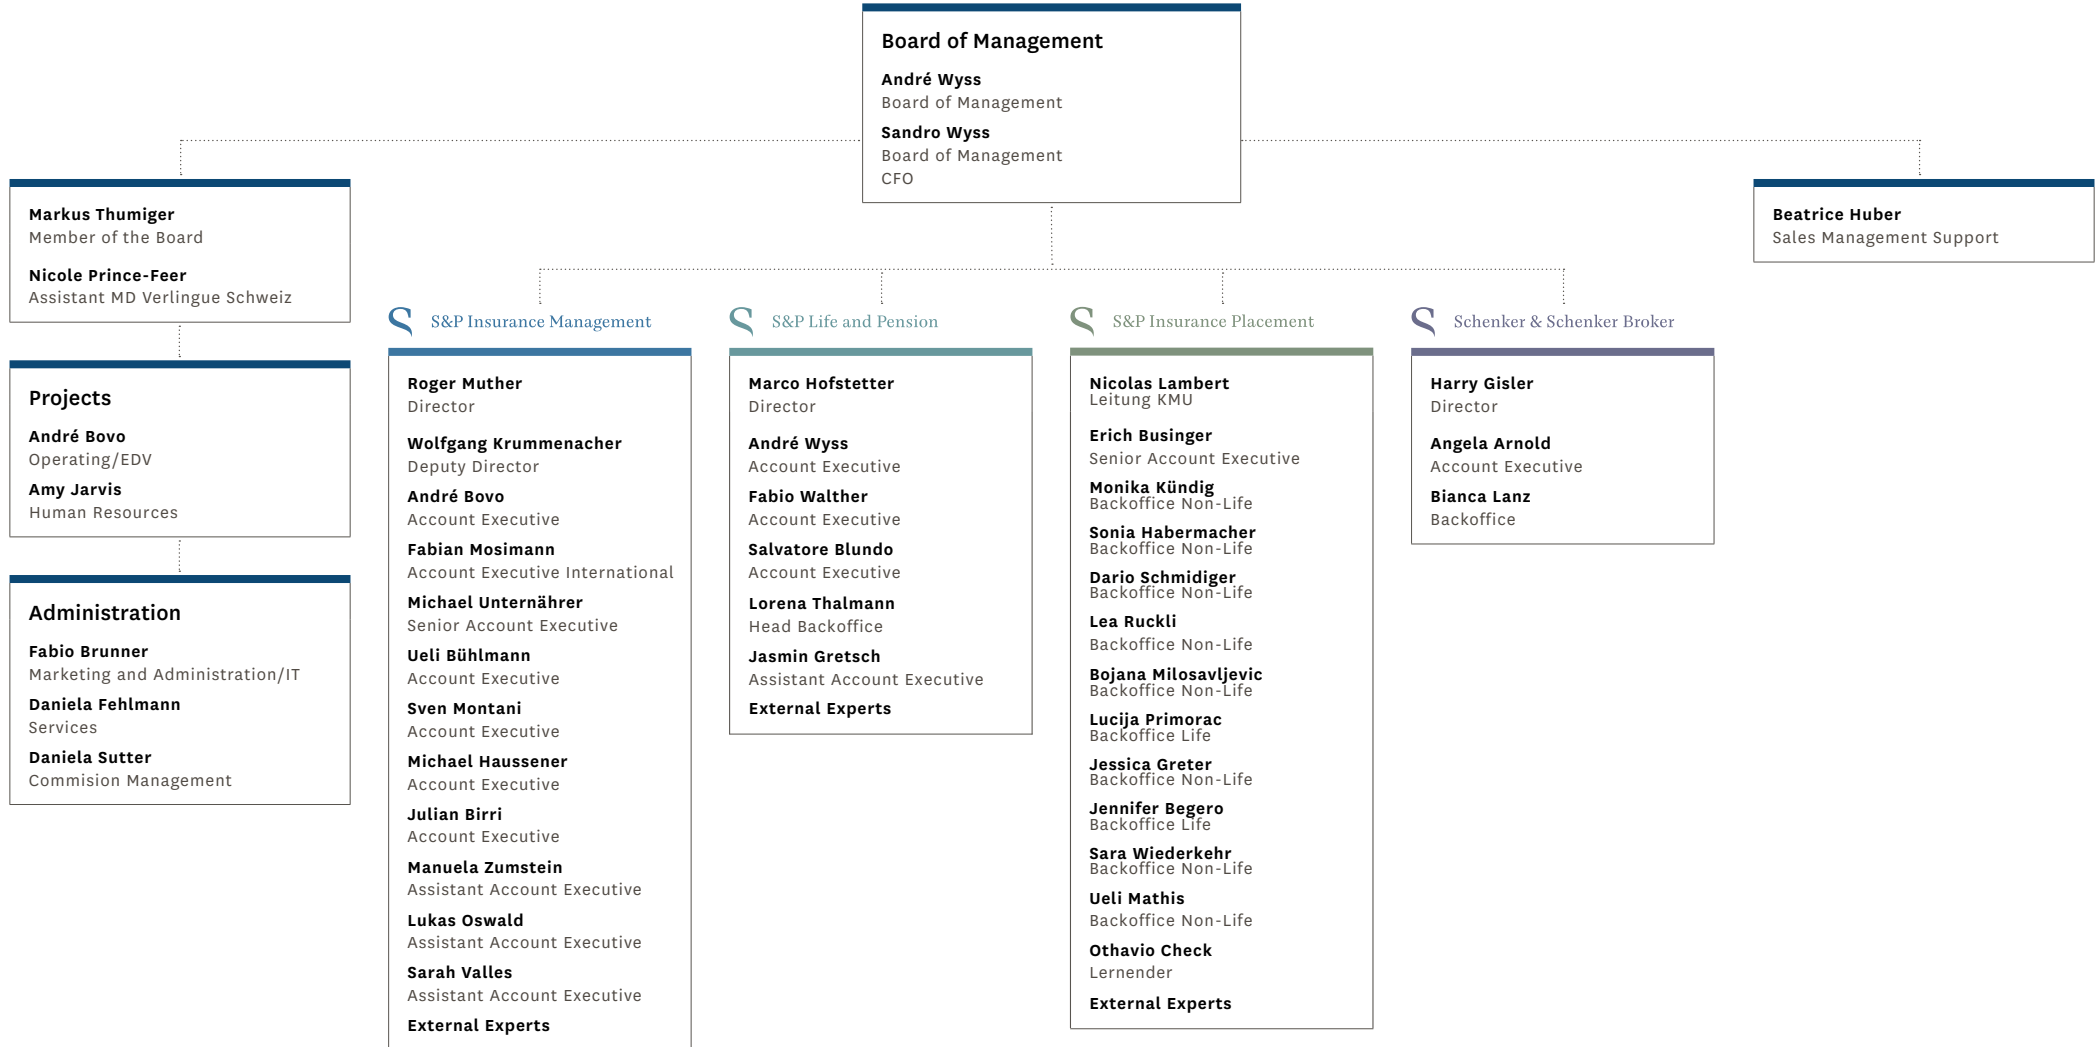 Board of Management
André Wyss
Board of Management
Sandro Wyss
Board of Management
CFO
Markus Thumiger
Member of the Board
Nicole Prince-Feer
Assistant MD Verlingue Schweiz
Beatrice Huber
Sales Management Support
Projects
André Bovo
Operating/EDV
Amy Jarvis
Human Resources
Administration
Fabio Brunner
Marketing and Administration/IT
Daniela Fehlmann
Services
Daniela Sutter
Commision Management
S&P Insurance Management
Roger Muther
Director
Wolfgang Krummenacher
Deputy Director
André Bovo
Account Executive
Fabian Mosimann
Account Executive International
Michael Unternährer
Senior Account Executive
Ueli Bühlmann
Account Executive
Sven Montani
Account Executive
Michael Haussener
Account Executive
Julian Birri
Account Executive
Manuela Zumstein
Assistant Account Executive
Lukas Oswald
Assistant Account Executive
Sarah Valles
Assistant Account Executive
External Experts
S&P Life and Pension
Marco Hofstetter
Director
André Wyss
Account Executive
Fabio Walther
Account Executive
Salvatore Blundo
Account Executive
Lorena Thalmann
Head Backoffice
Jasmin Gretsch
Assistant Account Executive
External Experts
S&P Insurance Placement
Nicolas Lambert
Leitung KMU
Erich Businger
Senior Account Executive
Monika Kündig
Backoffice Non-Life
Sonia Habermacher
Backoffice Non-Life
Dario Schmidiger
Backoffice Non-Life
Lea Ruckli
Backoffice Non-Life
Bojana Milosavljevic
Backoffice Non-Life
Lucija Primorac
Backoffice Life
Jessica Greter
Backoffice Non-Life
Jennifer Begero
Backoffice Life
Sara Wiederkehr
Backoffice Non-Life
Ueli Mathis
Backoffice Non-Life
Othavio Check
Lernender
External Experts
Schenker & Schenker Broker
Harry Gisler
Director
Angela Arnold
Account Executive
Bianca Lanz
Backoffice